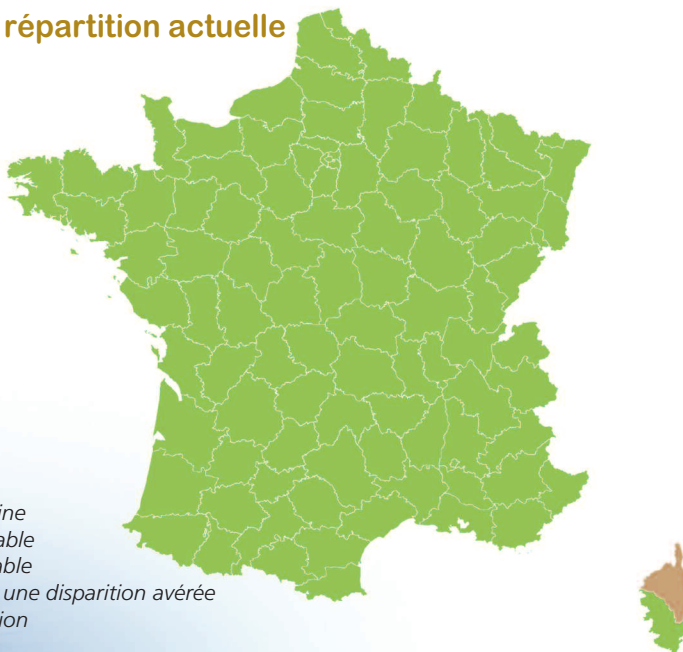 répartition actuelle
ine
able
able
une disparition avérée
ion